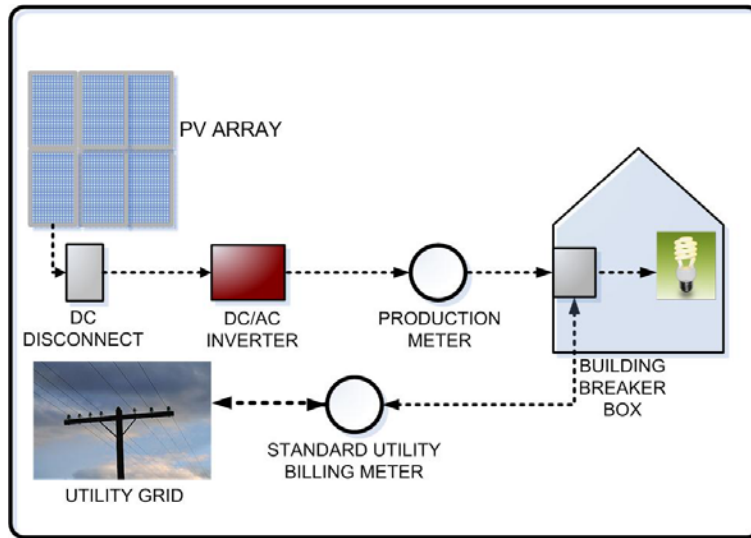 PV ARRAY
DC
DISCONNECT
DC/AC
INVERTER
PRODUCTION
METER
BUILDING
BREAKER
BOX
STANDARD UTILITY
BILLING METER
UTILITY GRID